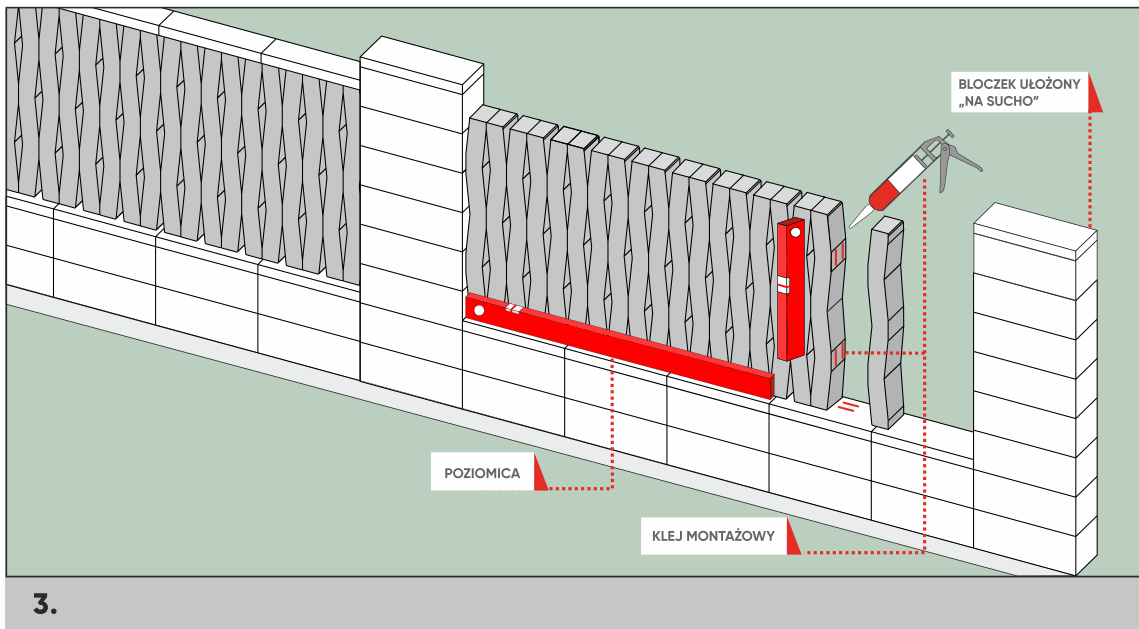 BLOCZEK UŁOŻONY
„NA SUCHO”
POZIOMICA
KLEJ MONTAŻOWY
3.